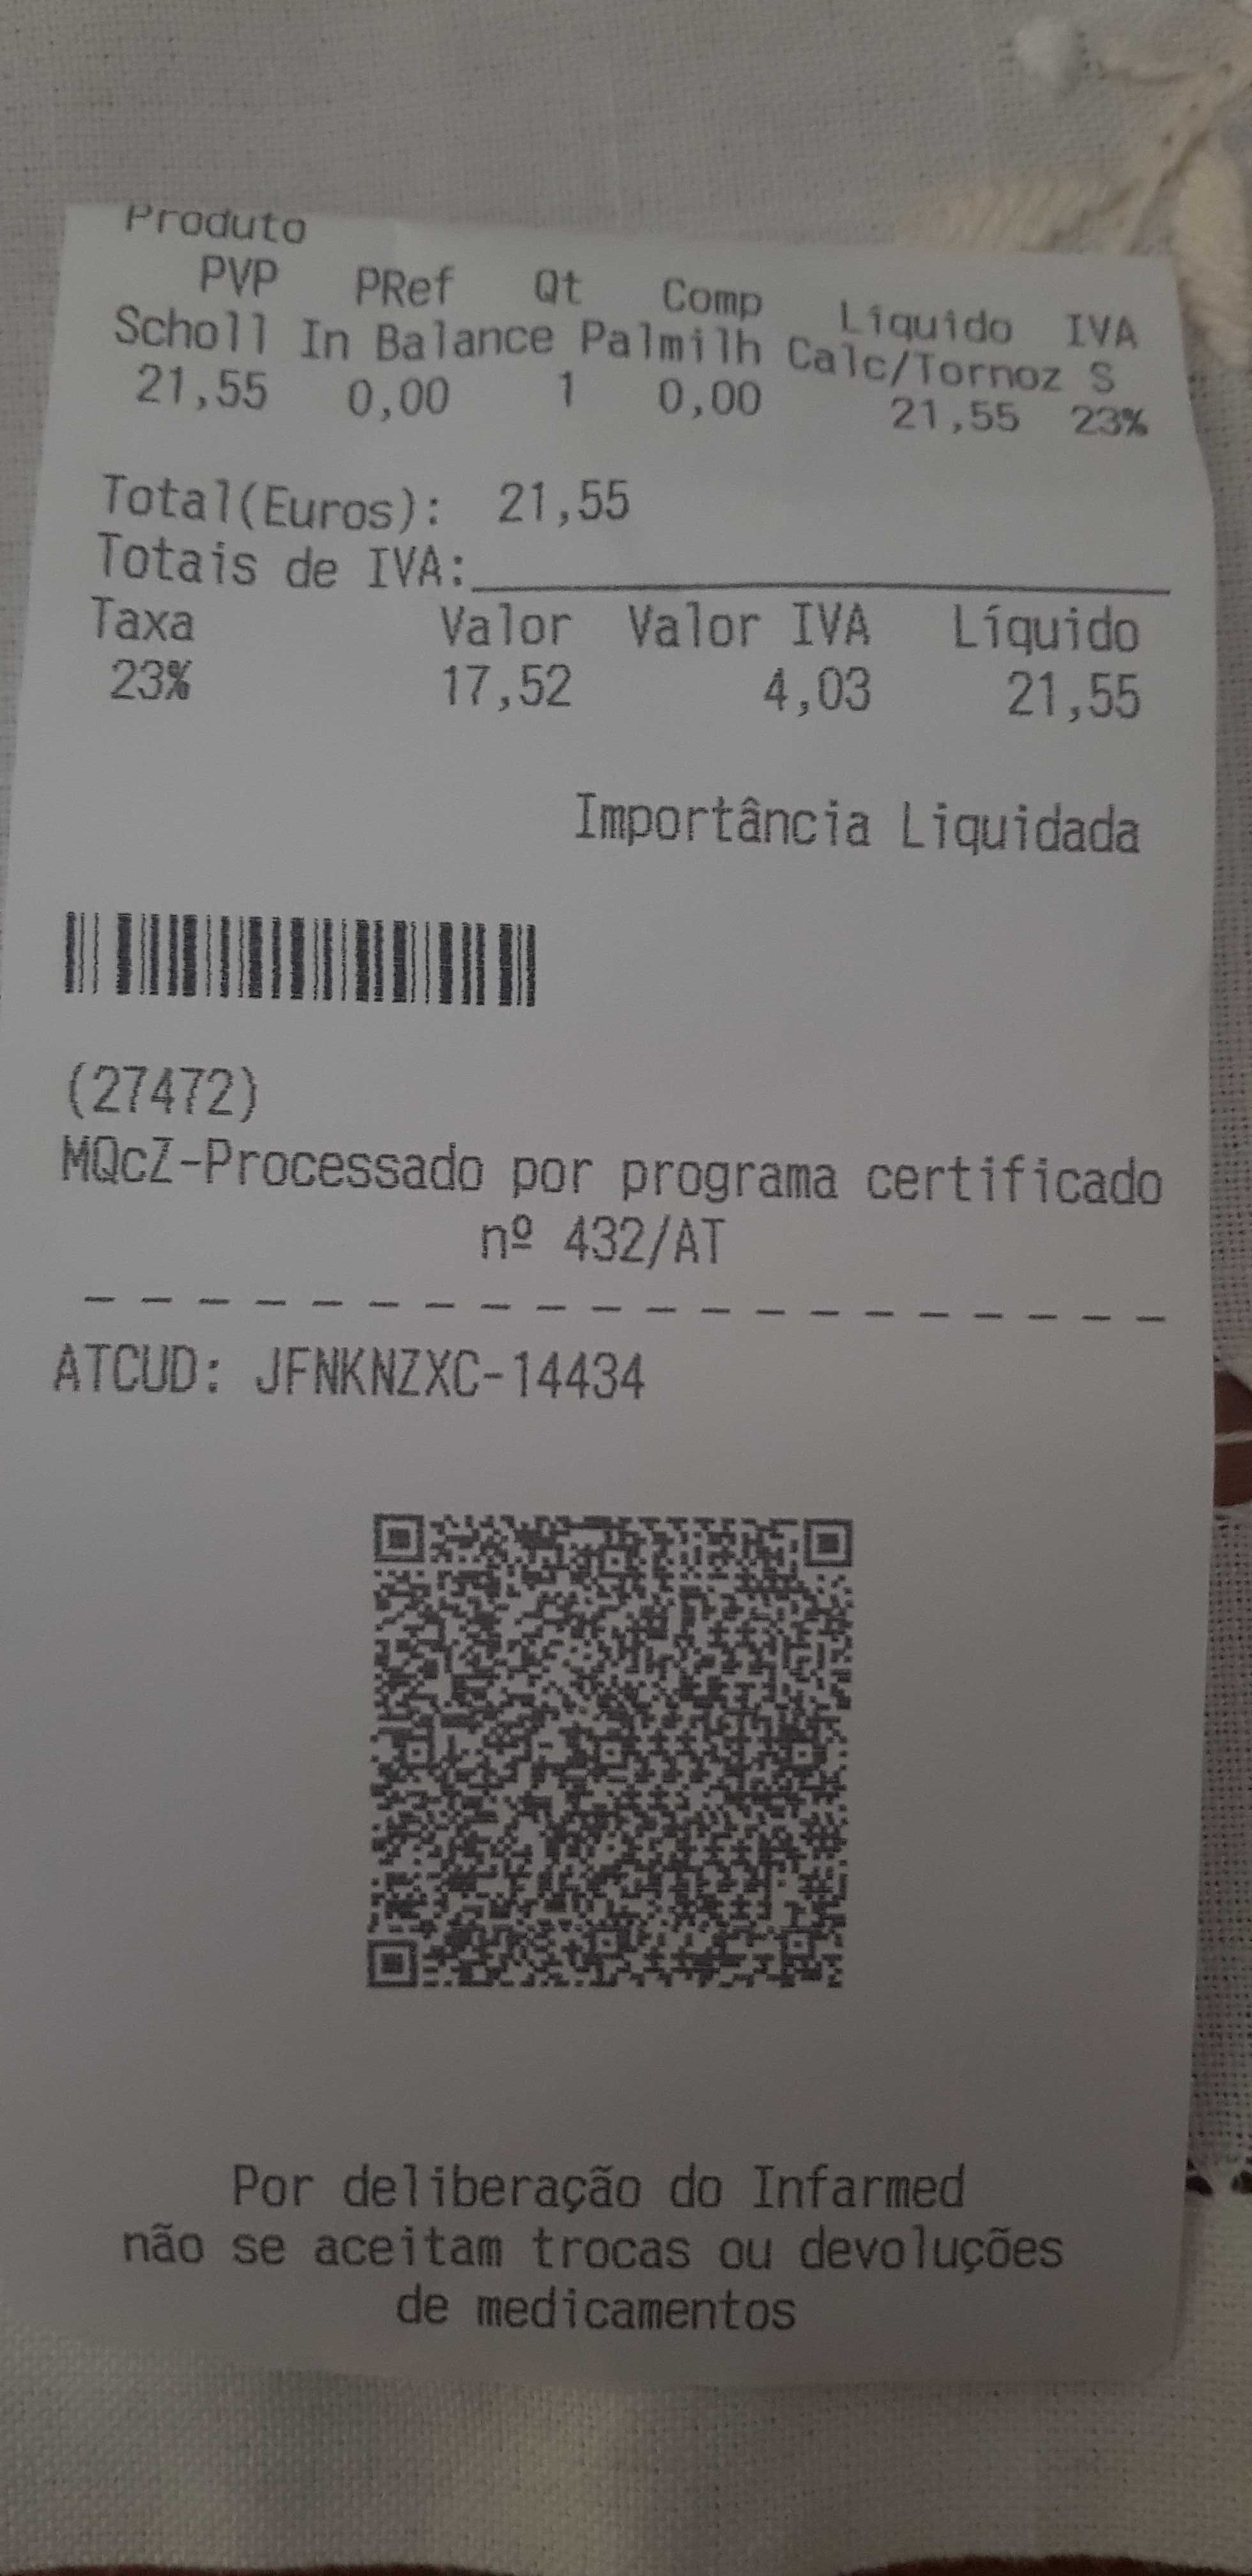 Produto
PVP PRef Qt Comp Líquido IVA
Scholl In Balance Palmilh Calc/Tornoz S
21,55 0,00 1 0,00 21,55 23%
Total(Euros): 21,55
Totais de IVA:
Taxa Valor Valor IVA Líquido
23% 17,52 4,03 21,55
Importância Liquidada
(27472)
MQcZ-Processado por programa certificado
nº 432/AT
ATCUD: JFNKNZXC-14434
Por deliberação do Infarmed
não se aceitam trocas ou devoluções
de medicamentos